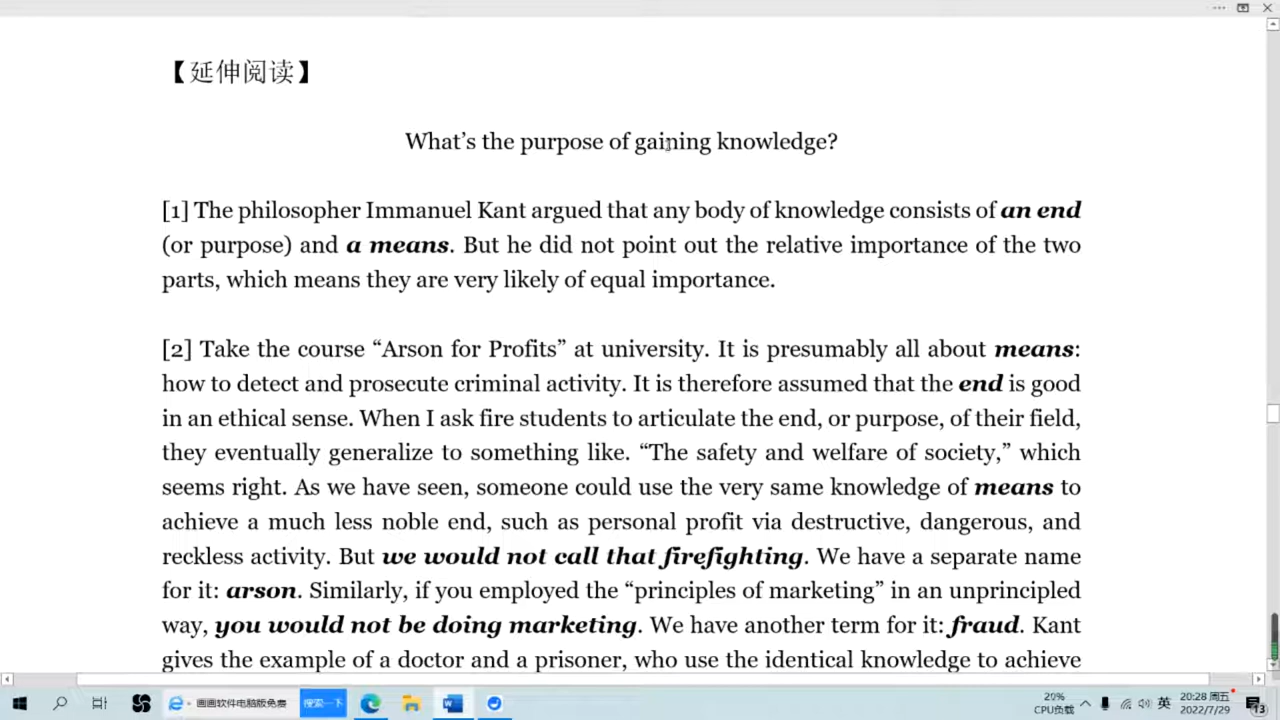 【延伸阅读】
What's the purpose of gaining knowledge?
[1] The philosopher Immanuel Kant argued that any body of knowledge consists of an end
(or purpose) and a means. But he did not point out the relative importance of the two
parts, which means they are very likely of equal importance.
[2] Take the course “Arson for Profits” at university. It is presumably all about means:
how to detect and prosecute criminal activity. It is therefore assumed that the end is good
in an ethical sense. When I ask fire students to articulate the end, or purpose, of their field,
they eventually generalize to something like. “The safety and welfare of society,” which
seems right. As we have seen, someone could use the very same knowledge of means to
achieve a much less noble end, such as personal profit via destructive, dangerous, and
reckless activity. But we would not call that firefighting. We have a separate name
for it: arson. Similarly, if you employed the “principles of marketing” in an unprincipled
way, you would not be doing marketing. We have another term for it: fraud. Kant
gives the example of a doctor and a prisoner, who use the identical knowledge to achieve
画画软件电脑版免费 搜索一下
20%
CPU负载
英
20:28 周五
2022/7/29
13